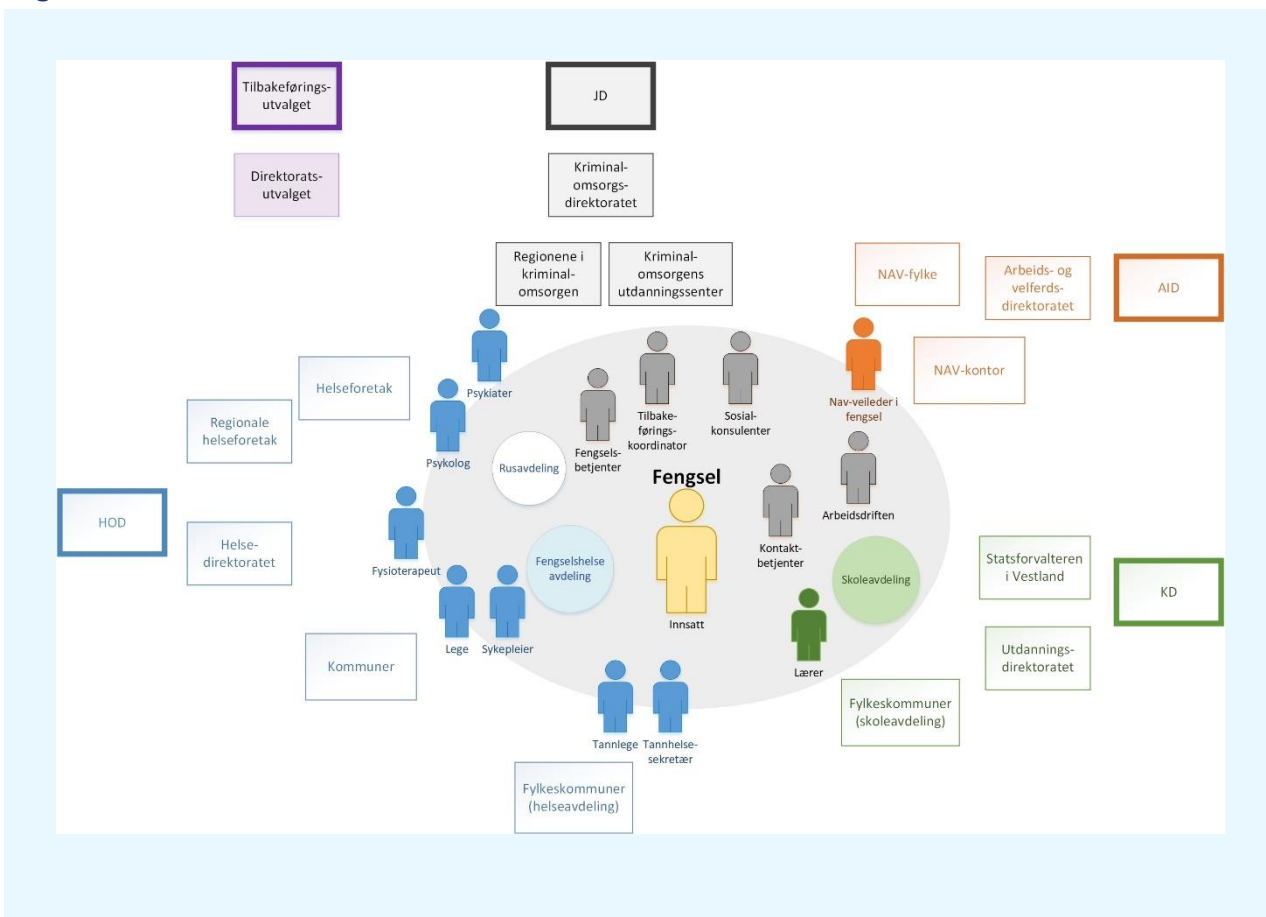 Tilbakeførings-
utvalget
JD
Direktorats-
utvalget
Kriminal-
omsorgs-
direktoratet
Regionene i
kriminal-
omsorgen
Kriminal-
omsorgens
utdanningssenter
NAV-fylke
Arbeids- og
velferds-
direktoratet
AID
NAV-kontor
Helseforetak
Psykiater
Regionale
helseforetak
Psykolog
Rusavdeling
Fengsels-
betjenter
Tilbake-
førings-
koordinator
Sosial-
konsulenter
Nav-veileder i
fengsel
Fengsel
Arbeidsdriften
HOD
Helse-
direktoratet
Fysioterapeut
Fengselshelse
avdeling
Kontakt-
betjenter
Skoleavdeling
Statsforvalteren
i Vestland
KD
Innsatt
Lege
Sykepleier
Lærer
Kommuner
Utdannings-
direktoratet
Fylkeskommuner
(skoleavdeling)
Tannlege
Tannhelse-
sekretær
Fylkeskommuner
(helseavdeling)